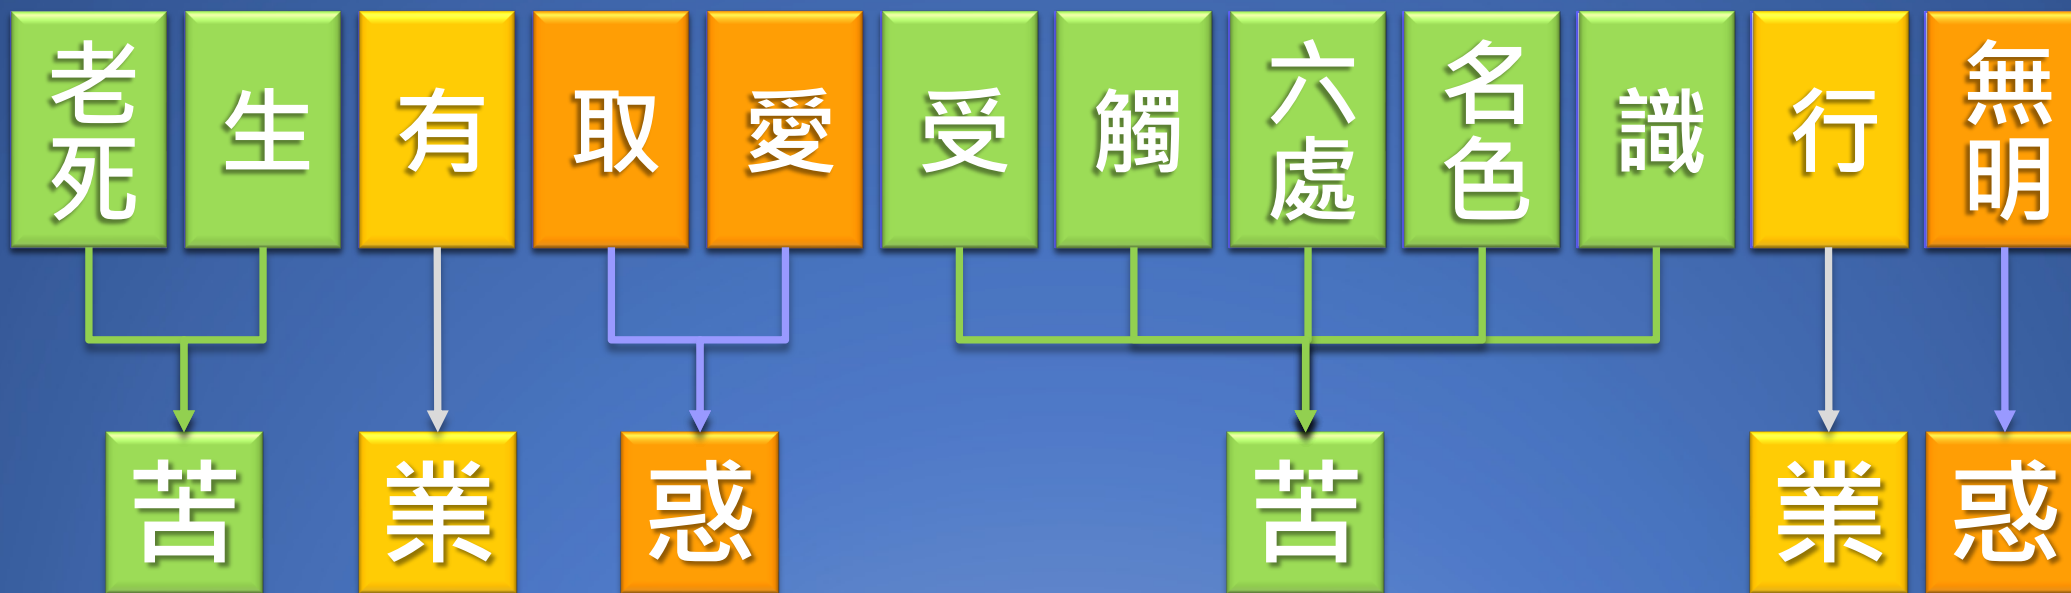 無明
行
識
名色
六處
觸
受
愛
取
有
生
老死
惑
業
苦
惑
業
苦